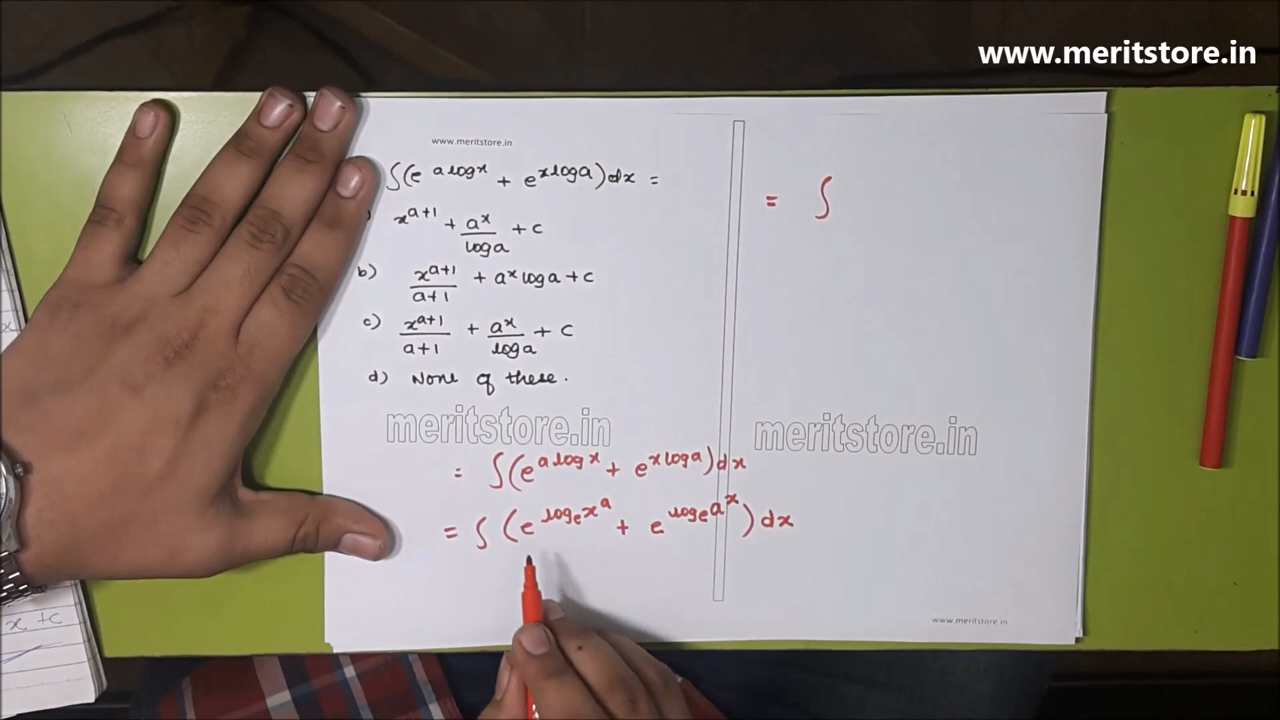 www.meritstore.in
www.meritstore.in
∫(e^(a log x) + e^(x log a))dx =
x^(a+1) + a^x/log a + c
b) x^(a+1)/(a+1) + a^x log a + c
c) x^(a+1)/(a+1) + a^x/log a + c
d) None of these.
meritstore.in
= ∫(e^(a log x) + e^(x log a))dx
= ∫(e^(log_e x^a) + e^(log_e a^x))dx
= ∫
meritstore.in
www.meritstore.in
x + c